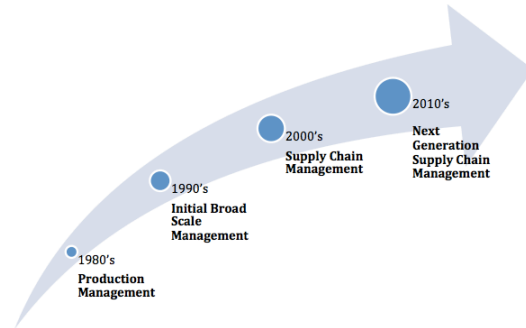 1980's
Production
Management
1990's
Initial Broad
Scale
Management
2000's
Supply Chain
Management
2010's
Next
Generation
Supply Chain
Management